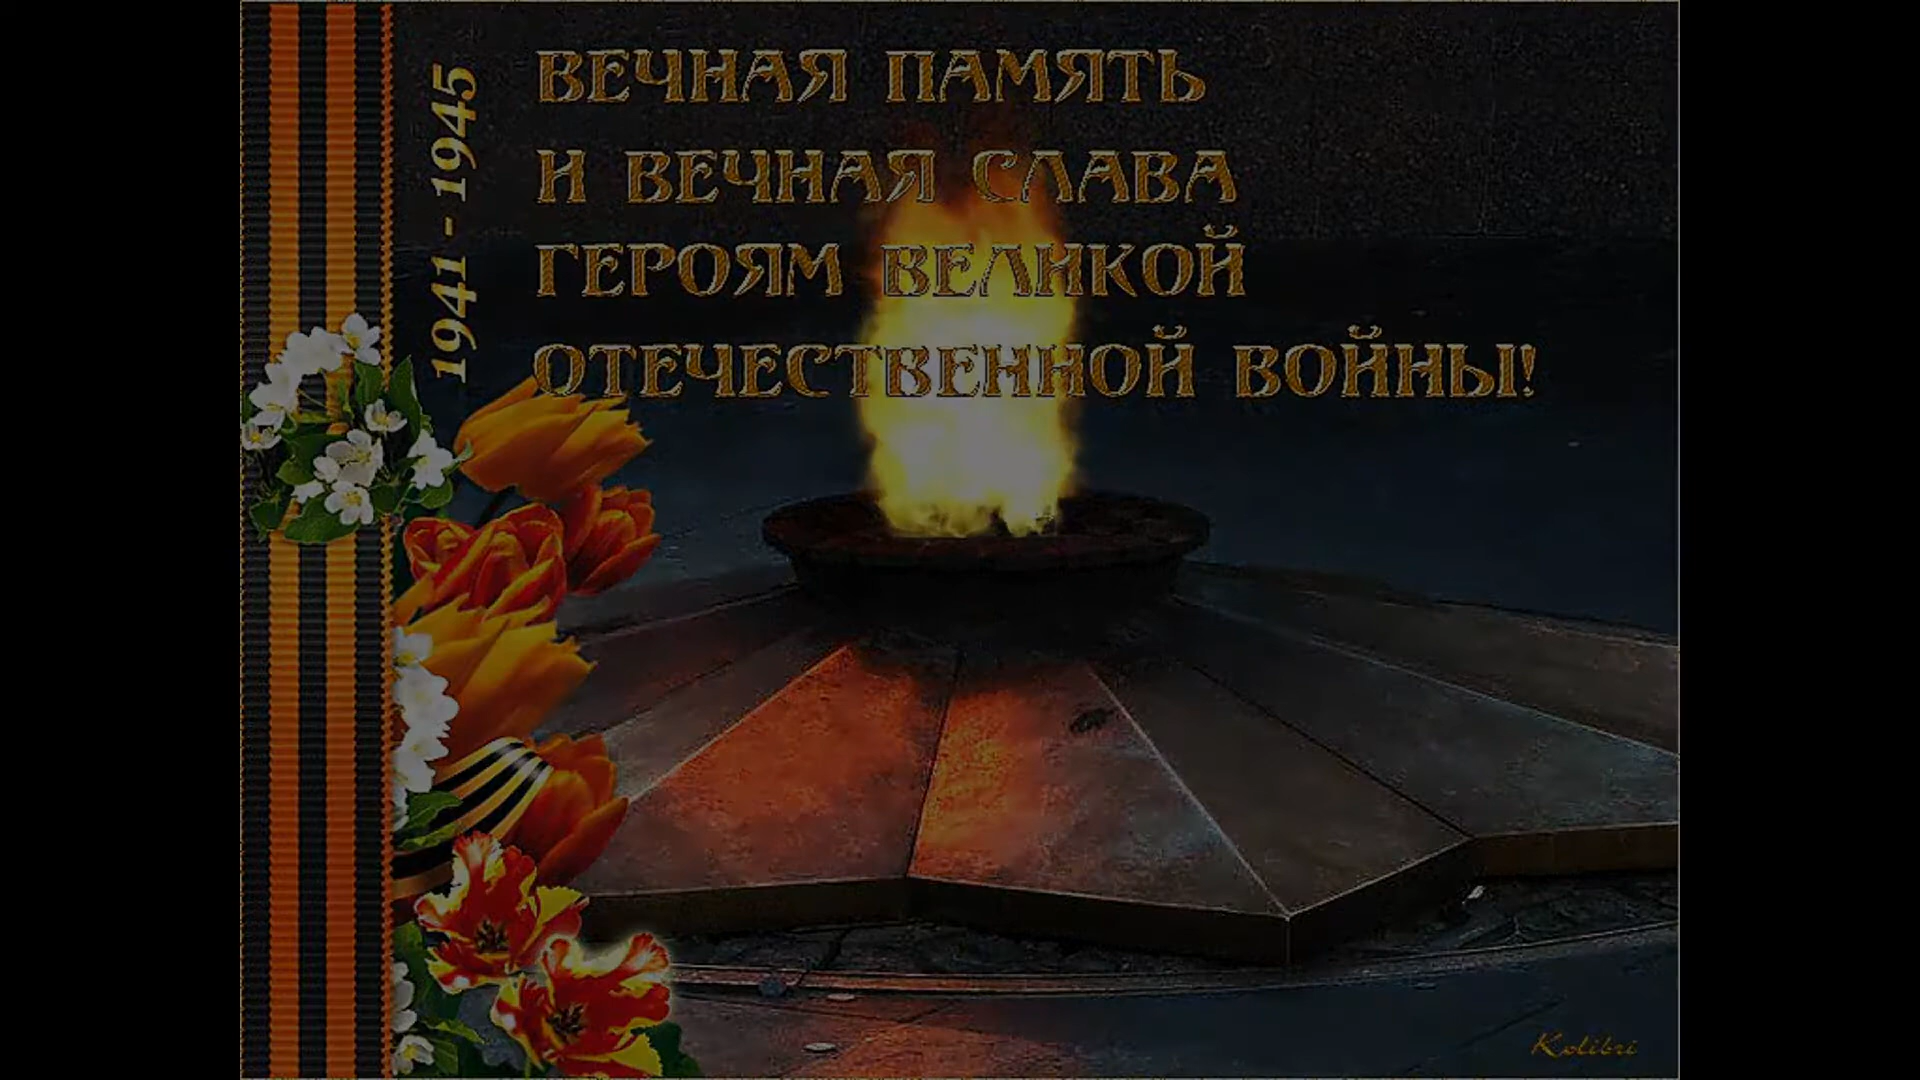 1941 - 1945
ВЕЧНАЯ ПАМЯТЬ
И ВЕЧНАЯ СЛАВА
ГЕРОЯМ ВЕЛИКОЙ
ОТЕЧЕСТВЕННОЙ ВОЙНЫ!
Kolibri